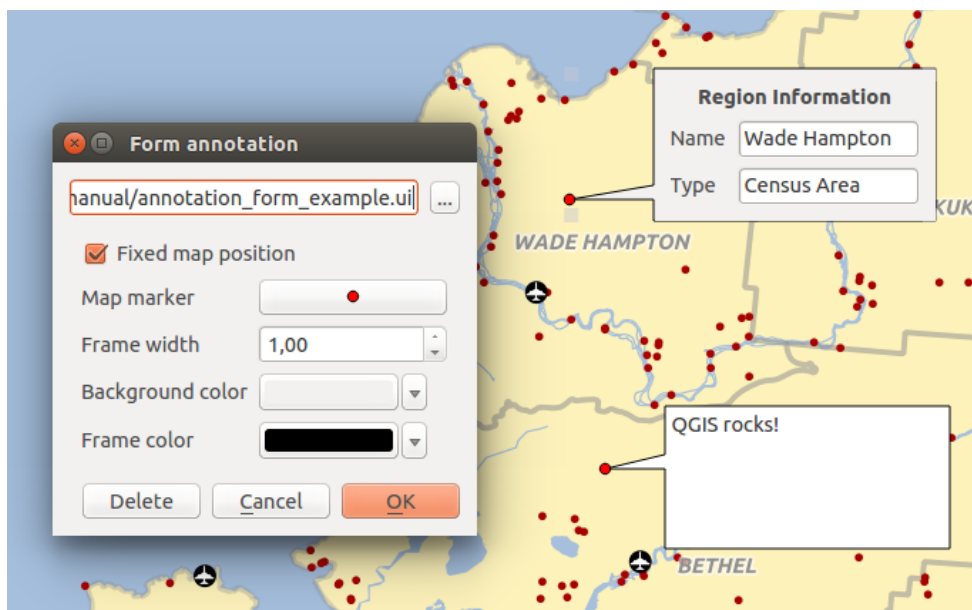 Form annotation
nanual/annotation_form_example.ui
...
Fixed map position
Map marker
Frame width
1,00
Background color
Frame color
Delete
Cancel
OK
Region Information
Name
Wade Hampton
Type
Census Area
KUK
WADE HAMPTON
QGIS rocks!
BETHEL